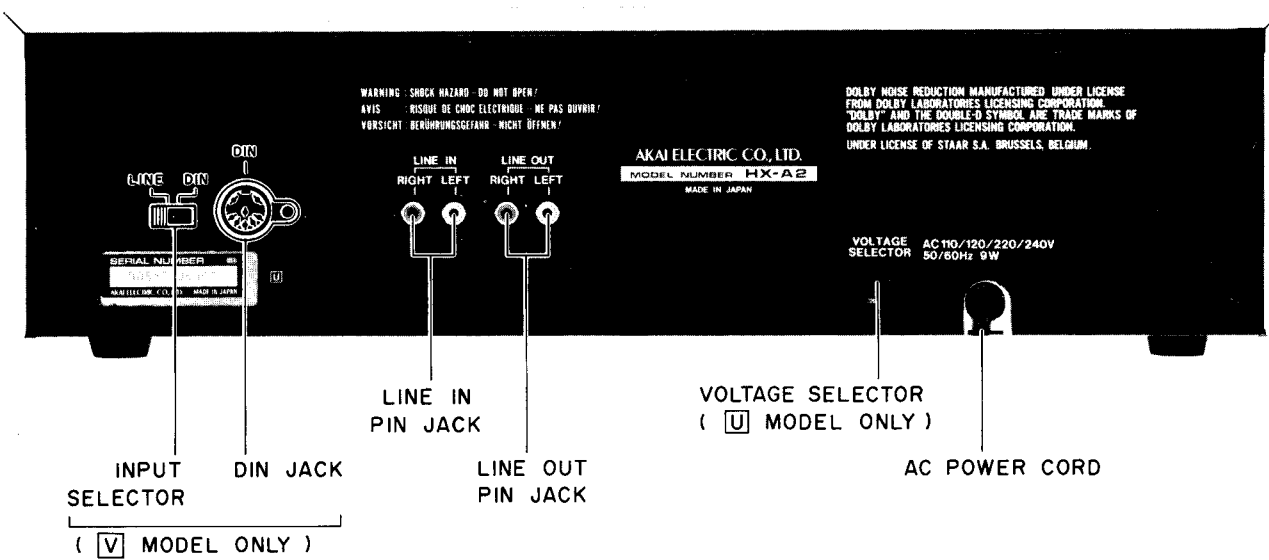 WARNING : SHOCK HAZARD - DO NOT OPEN!
AVIS : RISQUE DE CHOC ELECTRIQUE - NE PAS OUVRIR!
VORSICHT : BERÜHRUNGSGEFAHR - NICHT ÖFFNEN!
DOLBY NOISE REDUCTION MANUFACTURED UNDER LICENSE
FROM DOLBY LABORATORIES LICENSING CORPORATION.
"DOLBY" AND THE DOUBLE-D SYMBOL ARE TRADE MARKS OF
DOLBY LABORATORIES LICENSING CORPORATION.
UNDER LICENSE OF STAAR S.A. BRUSSELS, BELGIUM.
DIN
LINE DIN
LINE IN LINE OUT
RIGHT LEFT RIGHT LEFT
AKAI ELECTRIC CO., LTD.
MODEL NUMBER HX-A2
MADE IN JAPAN
VOLTAGE SELECTOR AC 110/120/220/240V
50/60Hz 9W
SERIAL NUMBER
AKAI ELECTRIC CO., LTD. MADE IN JAPAN
U
LINE IN
PIN JACK
VOLTAGE SELECTOR
( U MODEL ONLY )
INPUT
SELECTOR
DIN JACK
LINE OUT
PIN JACK
AC POWER CORD
( V MODEL ONLY )